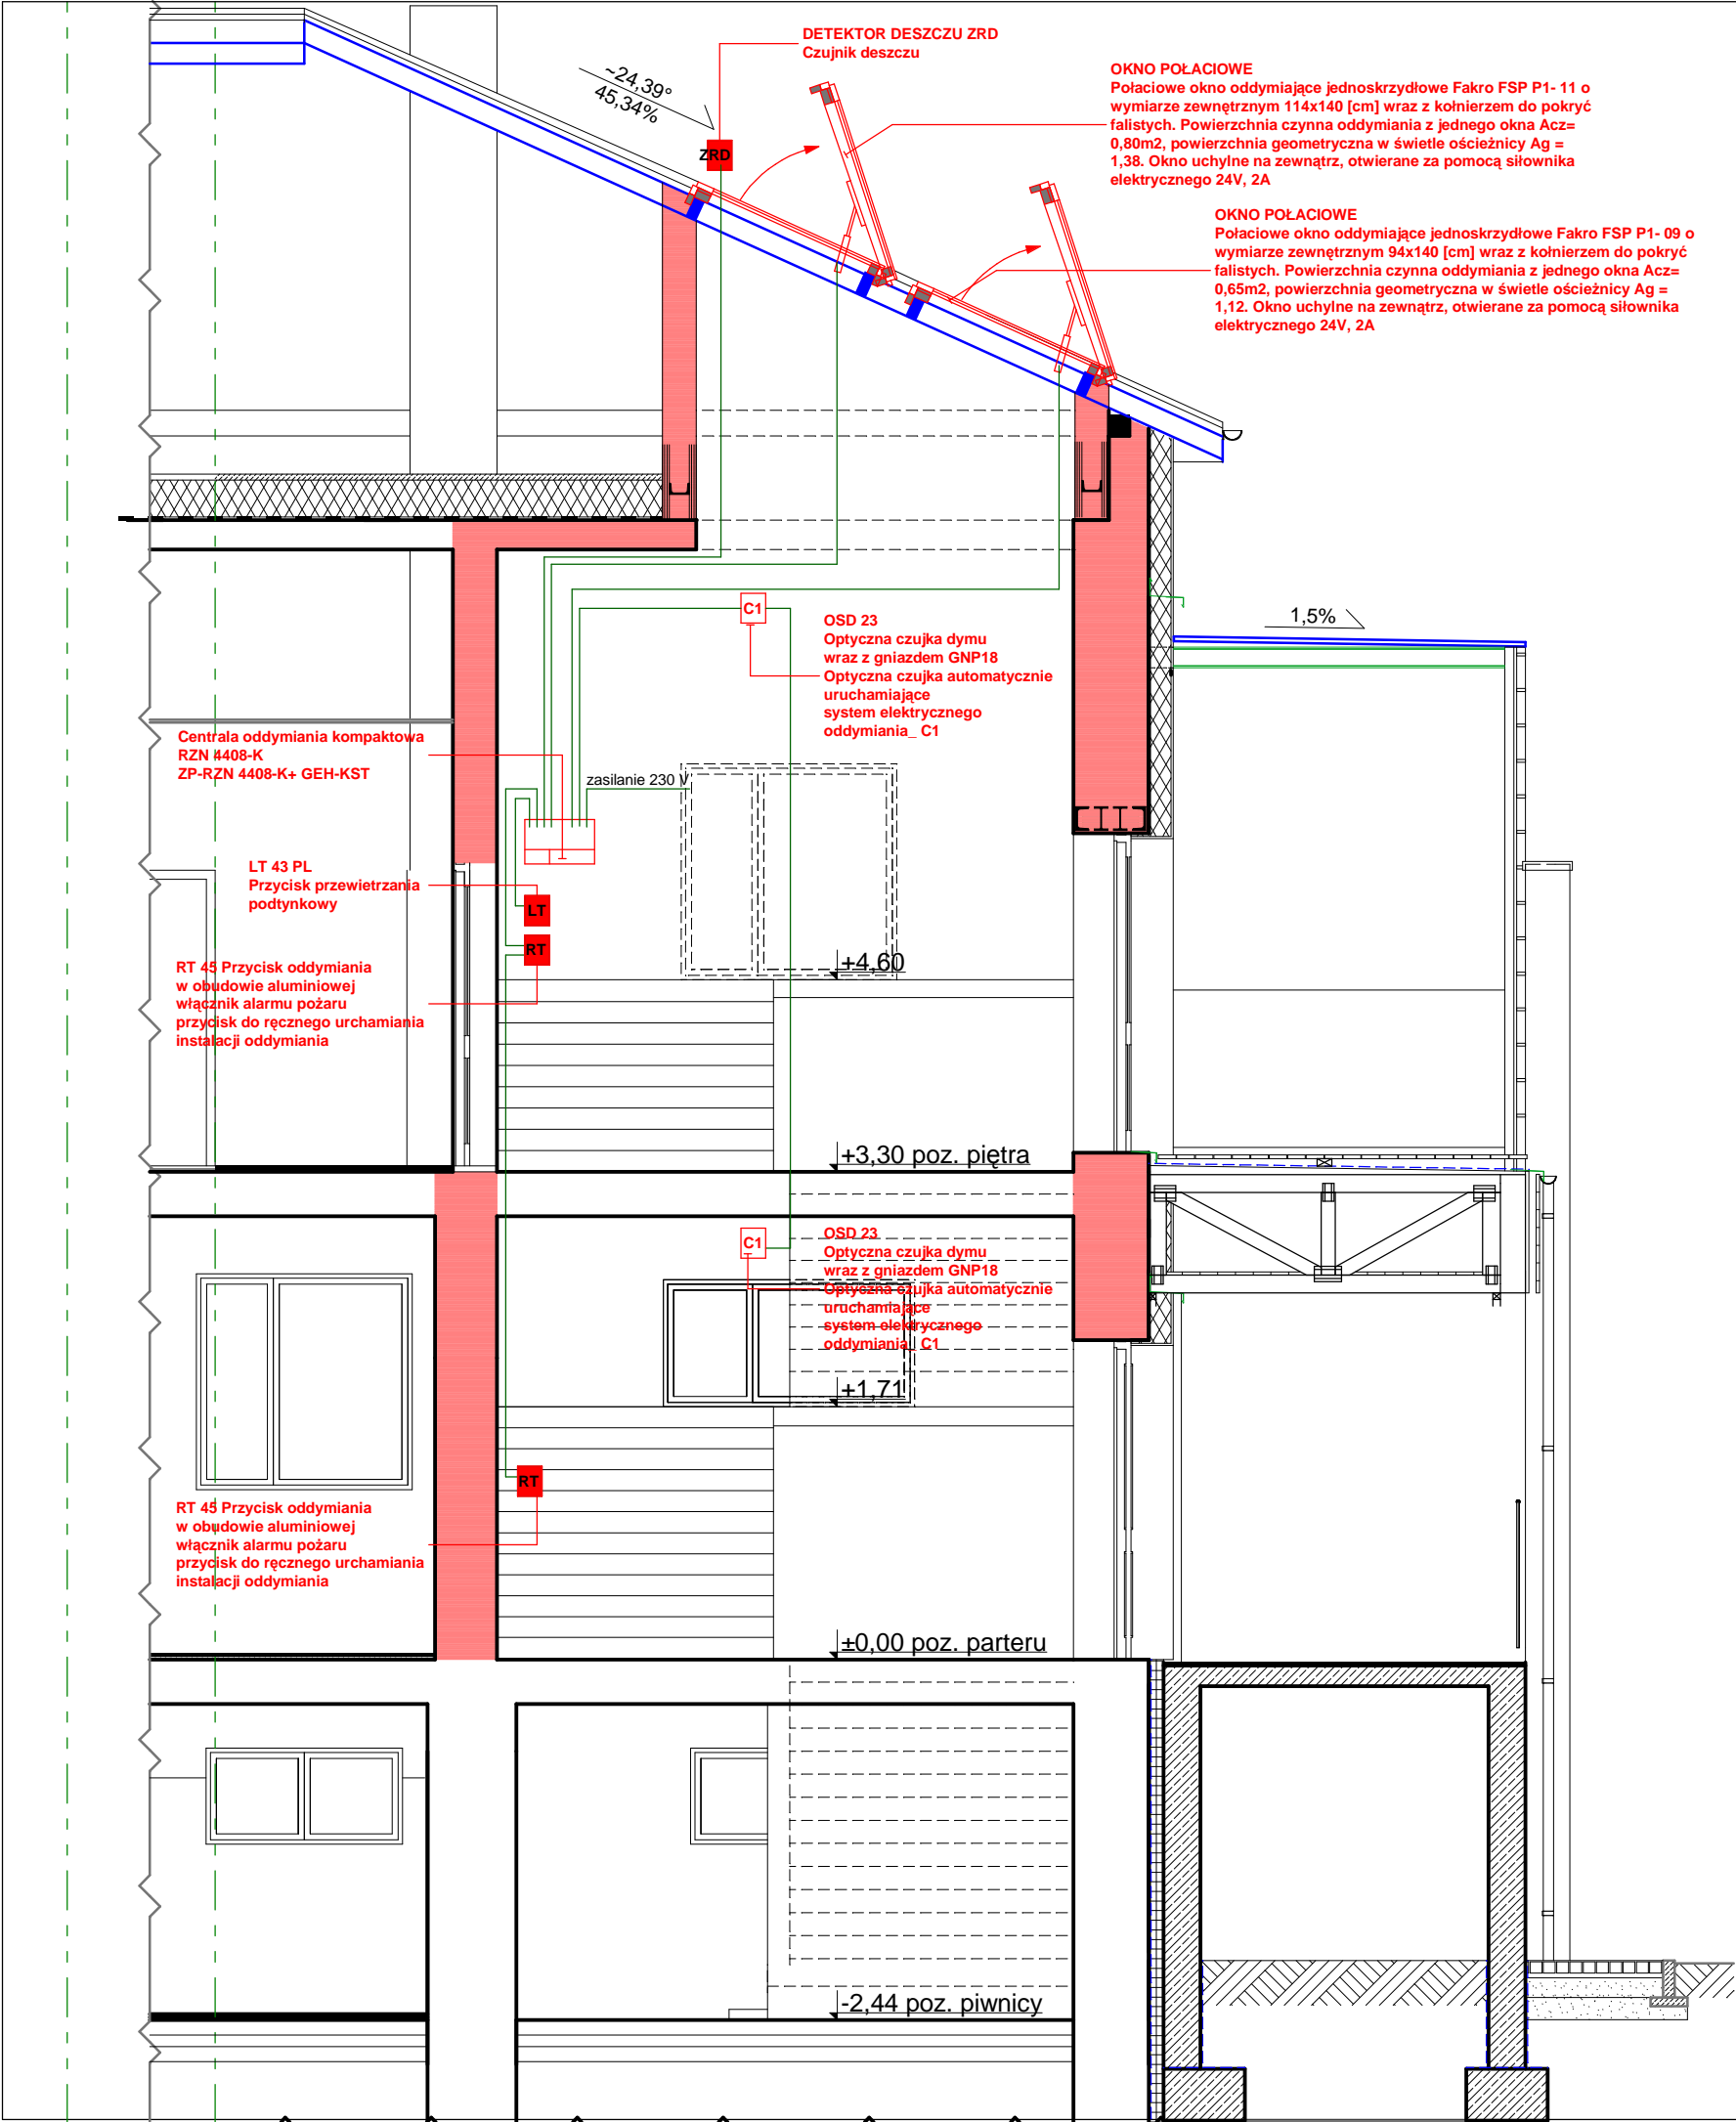 DETEKTOR DESZCZU ZRD
Czujnik deszczu
~24,39°
45,34%
ZRD
OKNO POŁACIOWE
Połaciowe okno oddymiające jednoskrzydłowe Fakro FSP P1- 11 o
wymiarze zewnętrznym 114x140 [cm] wraz z kołnierzem do pokryć
falistych. Powierzchnia czynna oddymiania z jednego okna Acz=
0,80m2, powierzchnia geometryczna w świetle ościeżnicy Ag =
1,38. Okno uchylne na zewnątrz, otwierane za pomocą siłownika
elektrycznego 24V, 2A
OKNO POŁACIOWE
Połaciowe okno oddymiające jednoskrzydłowe Fakro FSP P1- 09 o
wymiarze zewnętrznym 94x140 [cm] wraz z kołnierzem do pokryć
falistych. Powierzchnia czynna oddymiania z jednego okna Acz=
0,65m2, powierzchnia geometryczna w świetle ościeżnicy Ag =
1,12. Okno uchylne na zewnątrz, otwierane za pomocą siłownika
elektrycznego 24V, 2A
C1
OSD 23
Optyczna czujka dymu
wraz z gniazdem GNP18
Optyczna czujka automatycznie
uruchamiające
system elektrycznego
oddymiania_ C1
1,5%
Centrala oddymiania kompaktowa
RZN 4408-K
ZP-RZN 4408-K+ GEH-KST
zasilanie 230 V
LT 43 PL
Przycisk przewietrzania
podtynkowy
LT
RT
RT 45 Przycisk oddymiania
w obudowie aluminiowej
włącznik alarmu pożaru
przycisk do ręcznego urchamiania
instalacji oddymiania
+4,60
+3,30 poz. piętra
C1
OSD 23
Optyczna czujka dymu
wraz z gniazdem GNP18
Optyczna czujka automatycznie
uruchamiające
system elektrycznego
oddymiania_ C1
+1,71
RT
RT 45 Przycisk oddymiania
w obudowie aluminiowej
włącznik alarmu pożaru
przycisk do ręcznego urchamiania
instalacji oddymiania
±0,00 poz. parteru
-2,44 poz. piwnicy